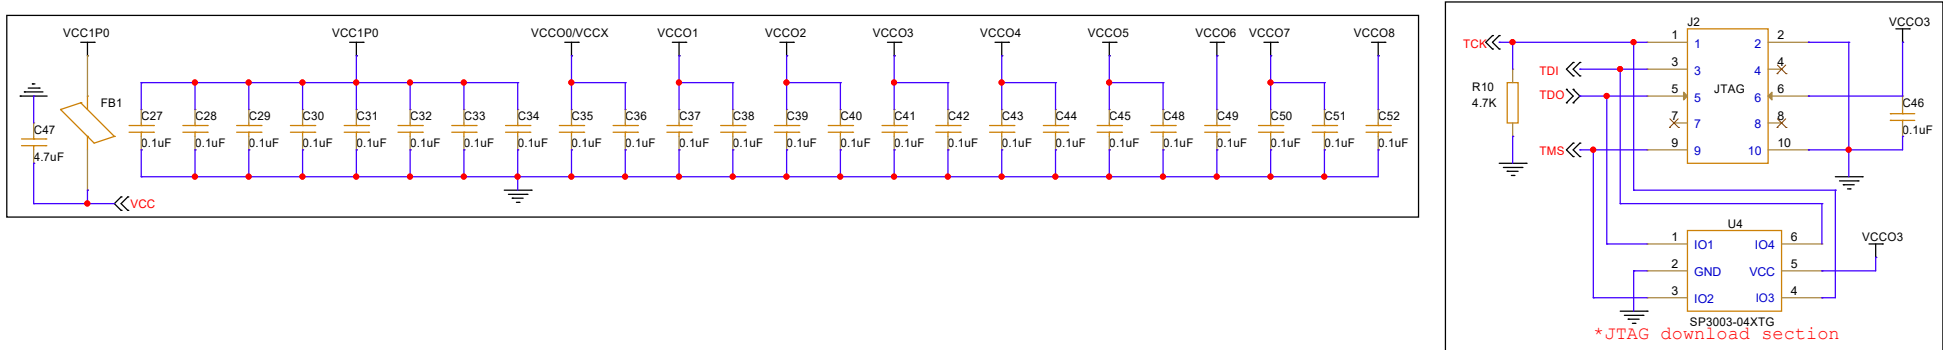 VCC1P0 VCC1P0 VCCO0/VCCX VCCO1 VCCO2 VCCO3 VCCO4 VCCO5 VCCO6 VCCO7 VCCO8
FB1
C47 C27 C28 C29 C30 C31 C32 C33 C34 C35 C36 C37 C38 C39 C40 C41 C42 C43 C44 C45 C48 C49 C50 C51 C52
4.7uF 0.1uF 0.1uF 0.1uF 0.1uF 0.1uF 0.1uF 0.1uF 0.1uF 0.1uF 0.1uF 0.1uF 0.1uF 0.1uF 0.1uF 0.1uF 0.1uF 0.1uF 0.1uF 0.1uF 0.1uF 0.1uF 0.1uF 0.1uF 0.1uF
VCC
J2 VCCO3
TCK 1 1 2 2
TDI 3 3 4 4
R10 JTAG
4.7K
TDO 5 5 6 6
C46
0.1uF
7 7 8 8
TMS 9 9 10 10
U4
VCCO3
1 IO1 IO4 6
2 GND VCC 5
3 IO2 IO3 4
SP3003-04XTG
*JTAG download section